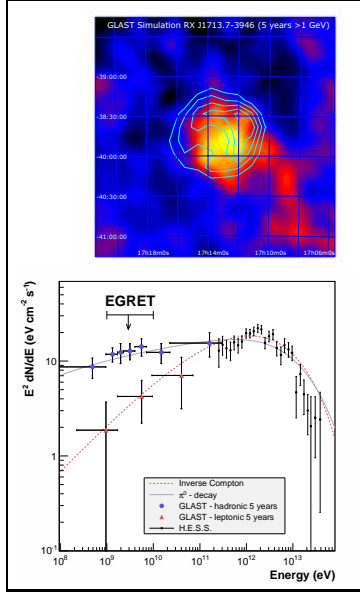 GLAST Simulation RX J1713.7-3946 (5 years >1 GeV)
-39:00:00
-38:30:00
-40:00:00
-40:30:00
-41:00:00
17h18m0s
17h14m0s
17h10m0s
17h06m0s
EGRET
E² dN/dE (eV cm⁻² s⁻¹)
10
1
10⁻¹
Inverse Compton
π⁰ - decay
GLAST - hadronic 5 years
GLAST - leptonic 5 years
H.E.S.S.
10⁸
10⁹
10¹⁰
10¹¹
10¹²
10¹³
Energy (eV)